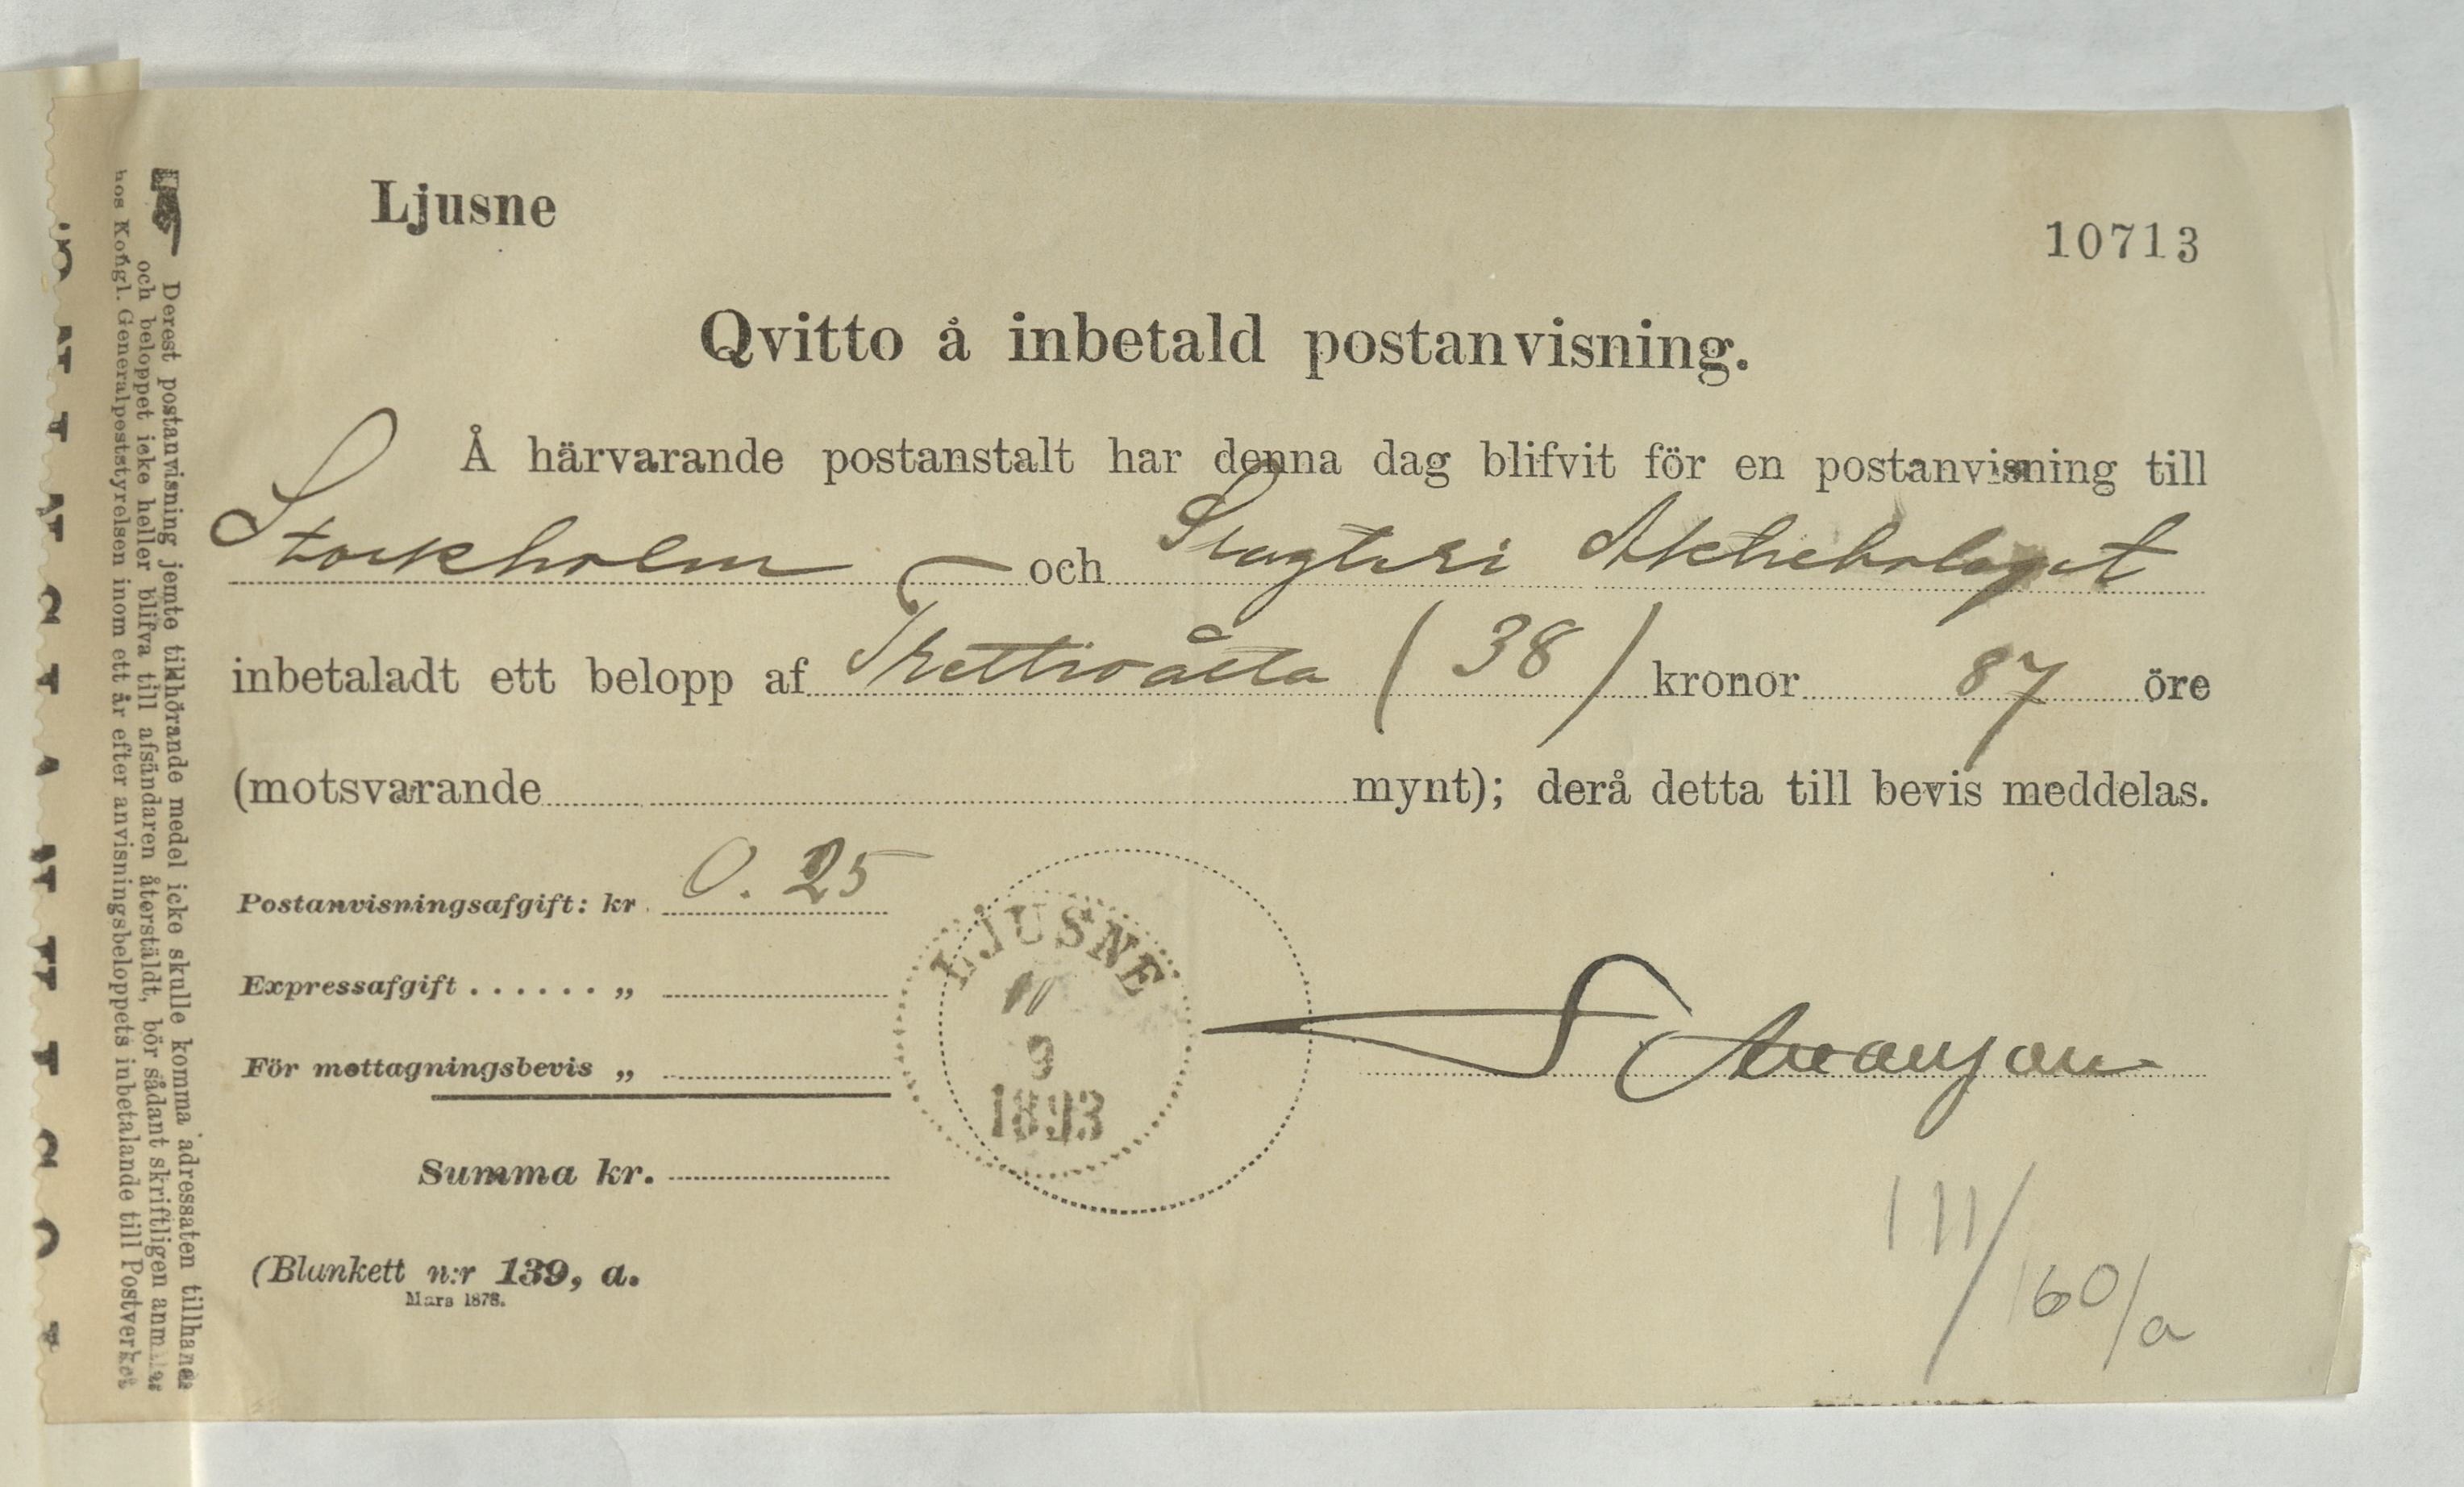 Ljusne
10713
Qvitto å inbetald postanvisning.
Å härvarande postanstalt har denna dag blifvit för en postanvisning till
Stockholm och Slagteri Aktiebolaget
inbetaladt ett belopp af Thettioåtta (38) kronor 87 öre
(motsvarande mynt); derå detta till bevis meddelas.
Postanvisningsafgift: kr. 0.25
Expressafgift ...... „
För mottagningsbevis „
Summa kr.
(Blankett n:r 139, a.
Mars 1878.
LJUSNE
9
1893
111/160/a
Derest postanvisning jemte tillhörande medel icke skulle komma adressaten tillhanda
och beloppet icke heller blifva till afsändaren återstäldt, bör sådant skriftligen anmälas
hos Kongl. Generalpoststyrelsen inom ett år efter anvisningsbeloppets inbetalande till Postverket